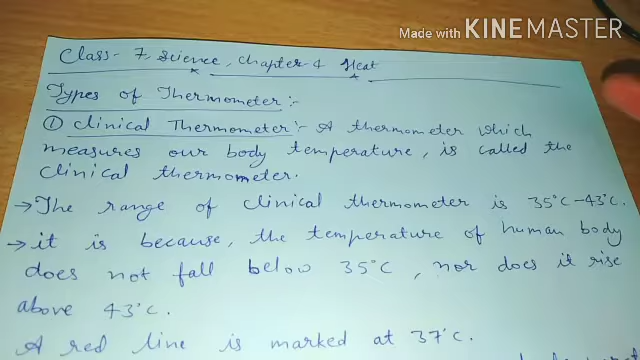 Made with KINEMASTER
Class- 7, Science, Chapter 4 Heat
Types of Thermometer:-
① Clinical Thermometer:- A thermometer which
measures our body temperature, is called the
clinical thermometer.
→ The range of clinical thermometer is 35°C-43°C.
→ it is because, the temperature of human body
does not fall below 35°C, nor does it rise
above 43°C.
A red line is marked at 37°C.